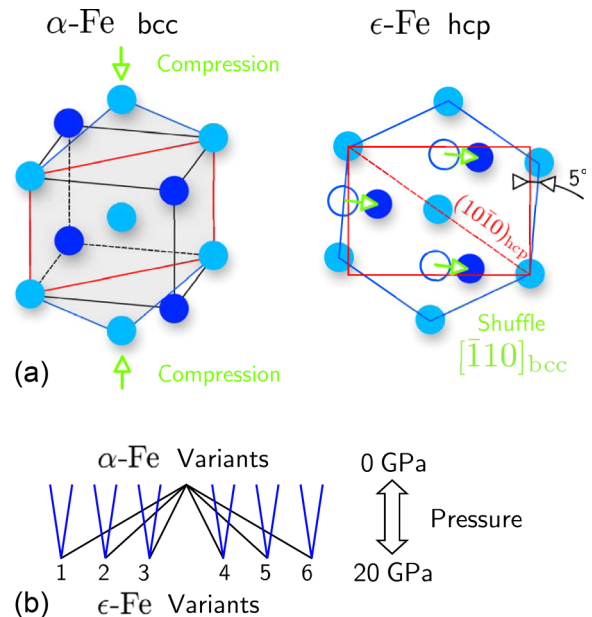 α-Fe bcc
ϵ-Fe hcp
Compression
5°
(101̄0)hcp
Shuffle
[1̄10]bcc
Compression
(a)
α-Fe Variants
0 GPa
Pressure
1 2 3 4 5 6
20 GPa
(b)
ϵ-Fe Variants